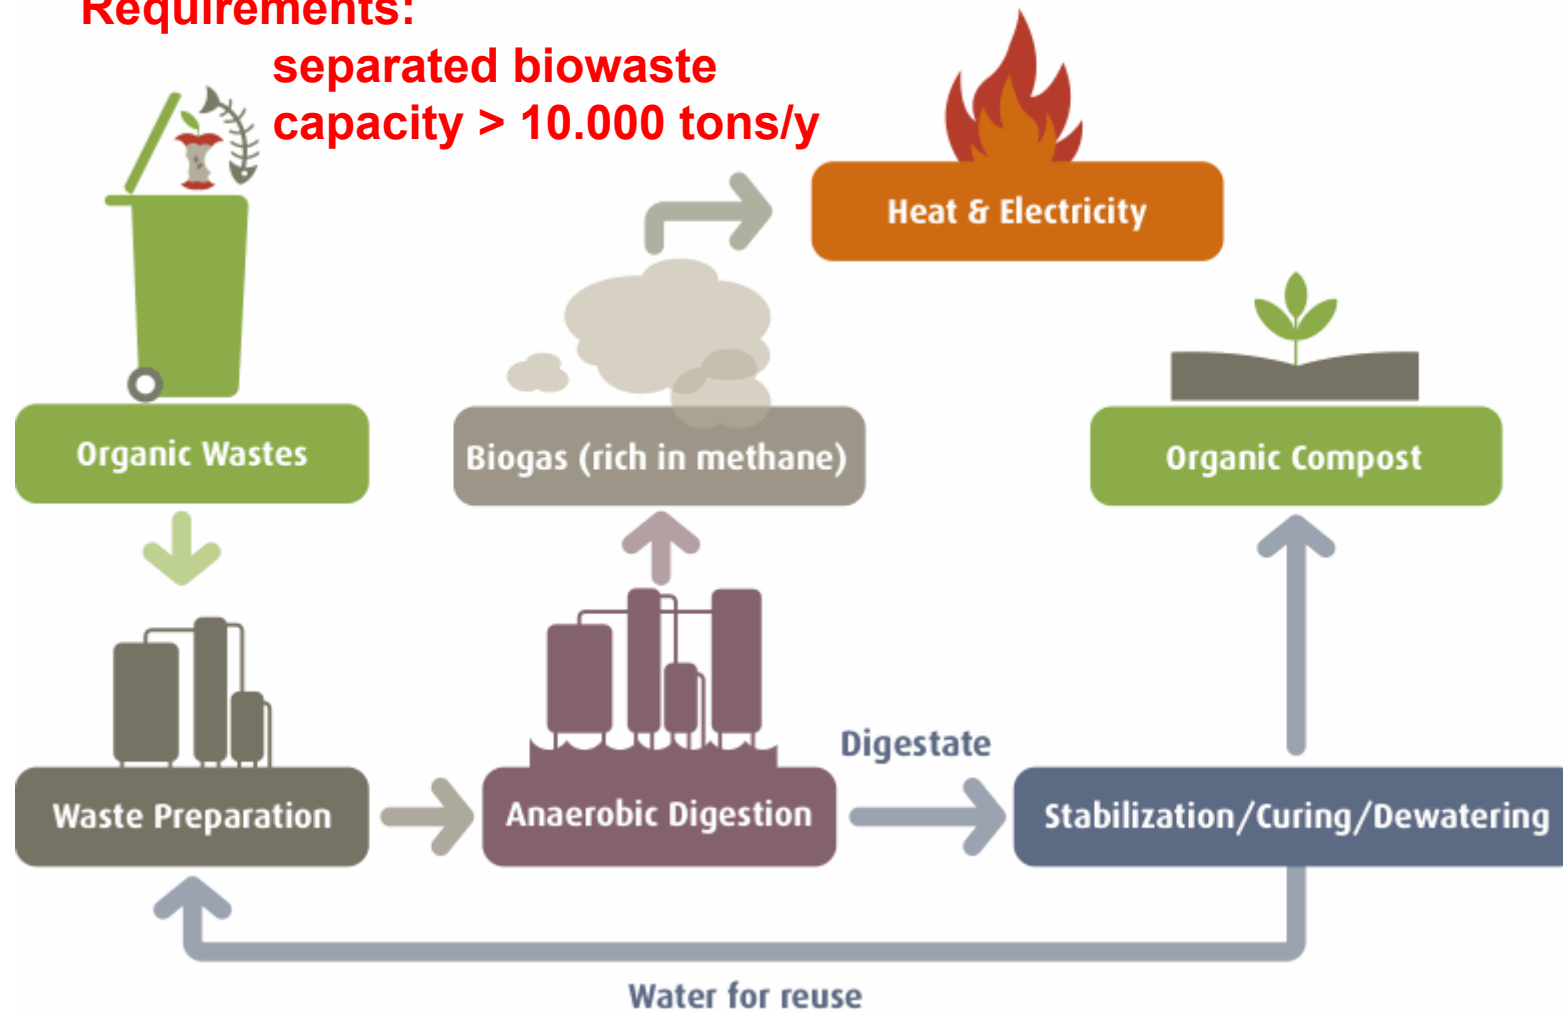 Requirements:
separated biowaste
capacity > 10.000 tons/y
Heat & Electricity
Organic Wastes
Biogas (rich in methane)
Organic Compost
Digestate
Waste Preparation
Anaerobic Digestion
Stabilization/Curing/Dewatering
Water for reuse